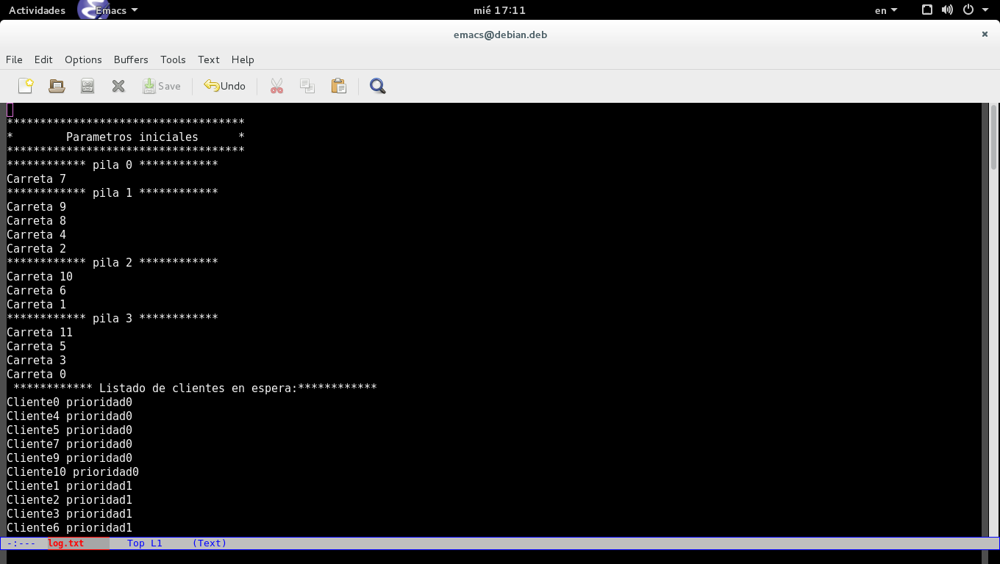 Actividades Emacs mié 17:11 en
emacs@debian.deb ×
File Edit Options Buffers Tools Text Help
Save Undo
************************************
*        Parametros iniciales      *
************************************
************ pila 0 ************
Carreta 7
************ pila 1 ************
Carreta 9
Carreta 8
Carreta 4
Carreta 2
************ pila 2 ************
Carreta 10
Carreta 6
Carreta 1
************ pila 3 ************
Carreta 11
Carreta 5
Carreta 3
Carreta 0
 ************ Listado de clientes en espera:************
Cliente0 prioridad0
Cliente4 prioridad0
Cliente5 prioridad0
Cliente7 prioridad0
Cliente9 prioridad0
Cliente10 prioridad0
Cliente1 prioridad1
Cliente2 prioridad1
Cliente3 prioridad1
Cliente6 prioridad1
-:--- log.txt Top L1 (Text)